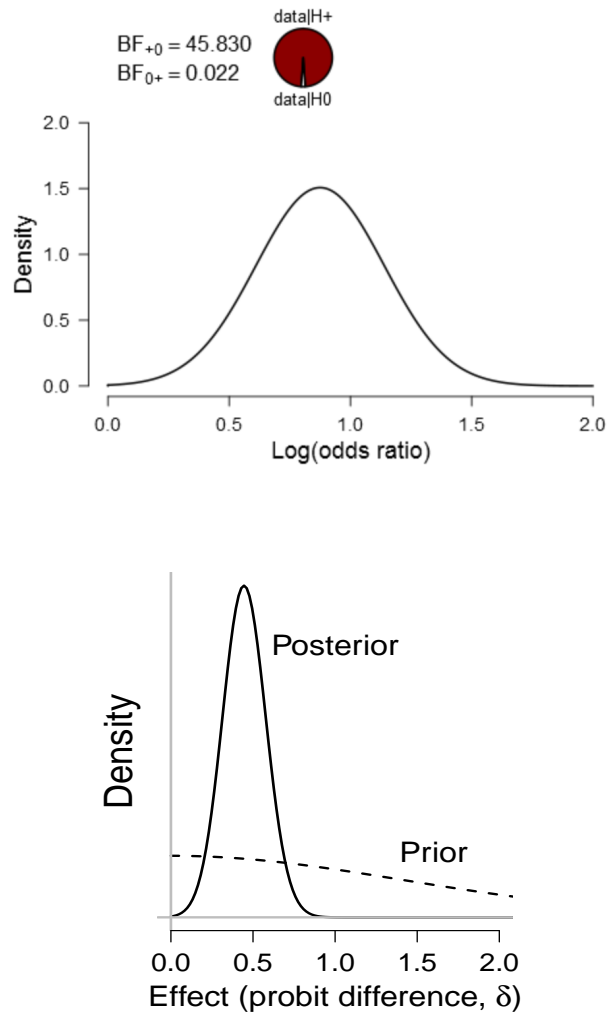 data|H+
BF₊₀ = 45.830
BF₀₊ = 0.022
data|H0
2.0
1.5
1.0
0.5
0.0
Density
0.0 0.5 1.0 1.5 2.0
Log(odds ratio)
Posterior
Density
Prior
0.0 0.5 1.0 1.5 2.0
Effect (probit difference, δ)